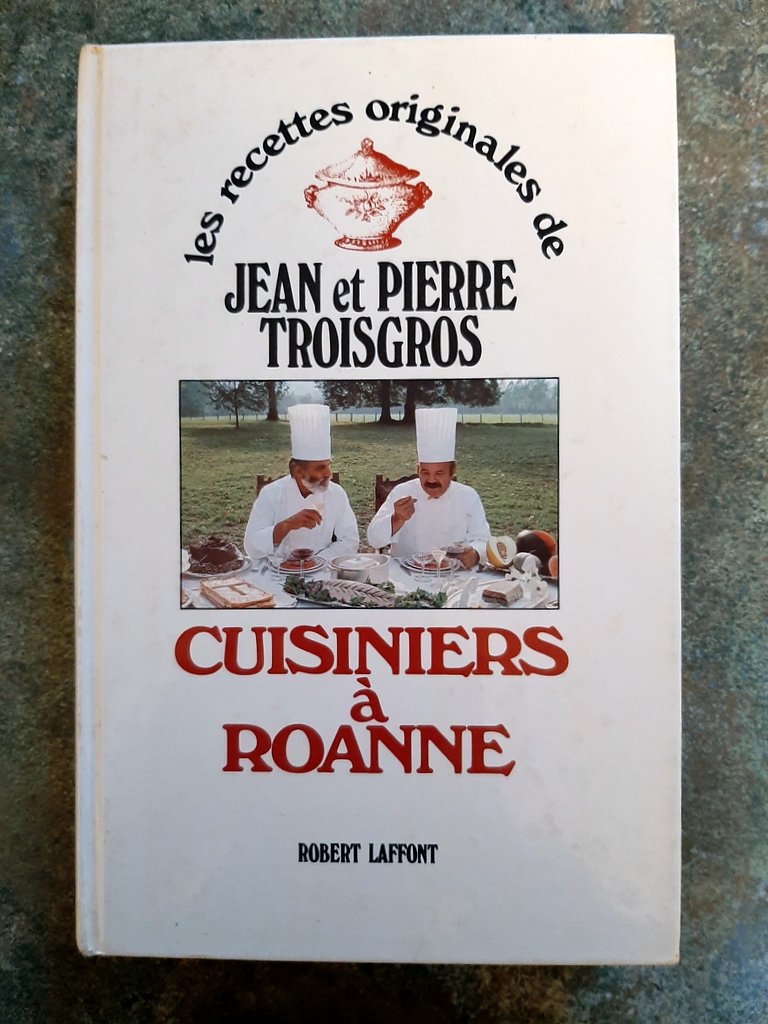 les recettes originales de
JEAN et PIERRE
TROISGROS
CUISINIERS
à
ROANNE
ROBERT LAFFONT